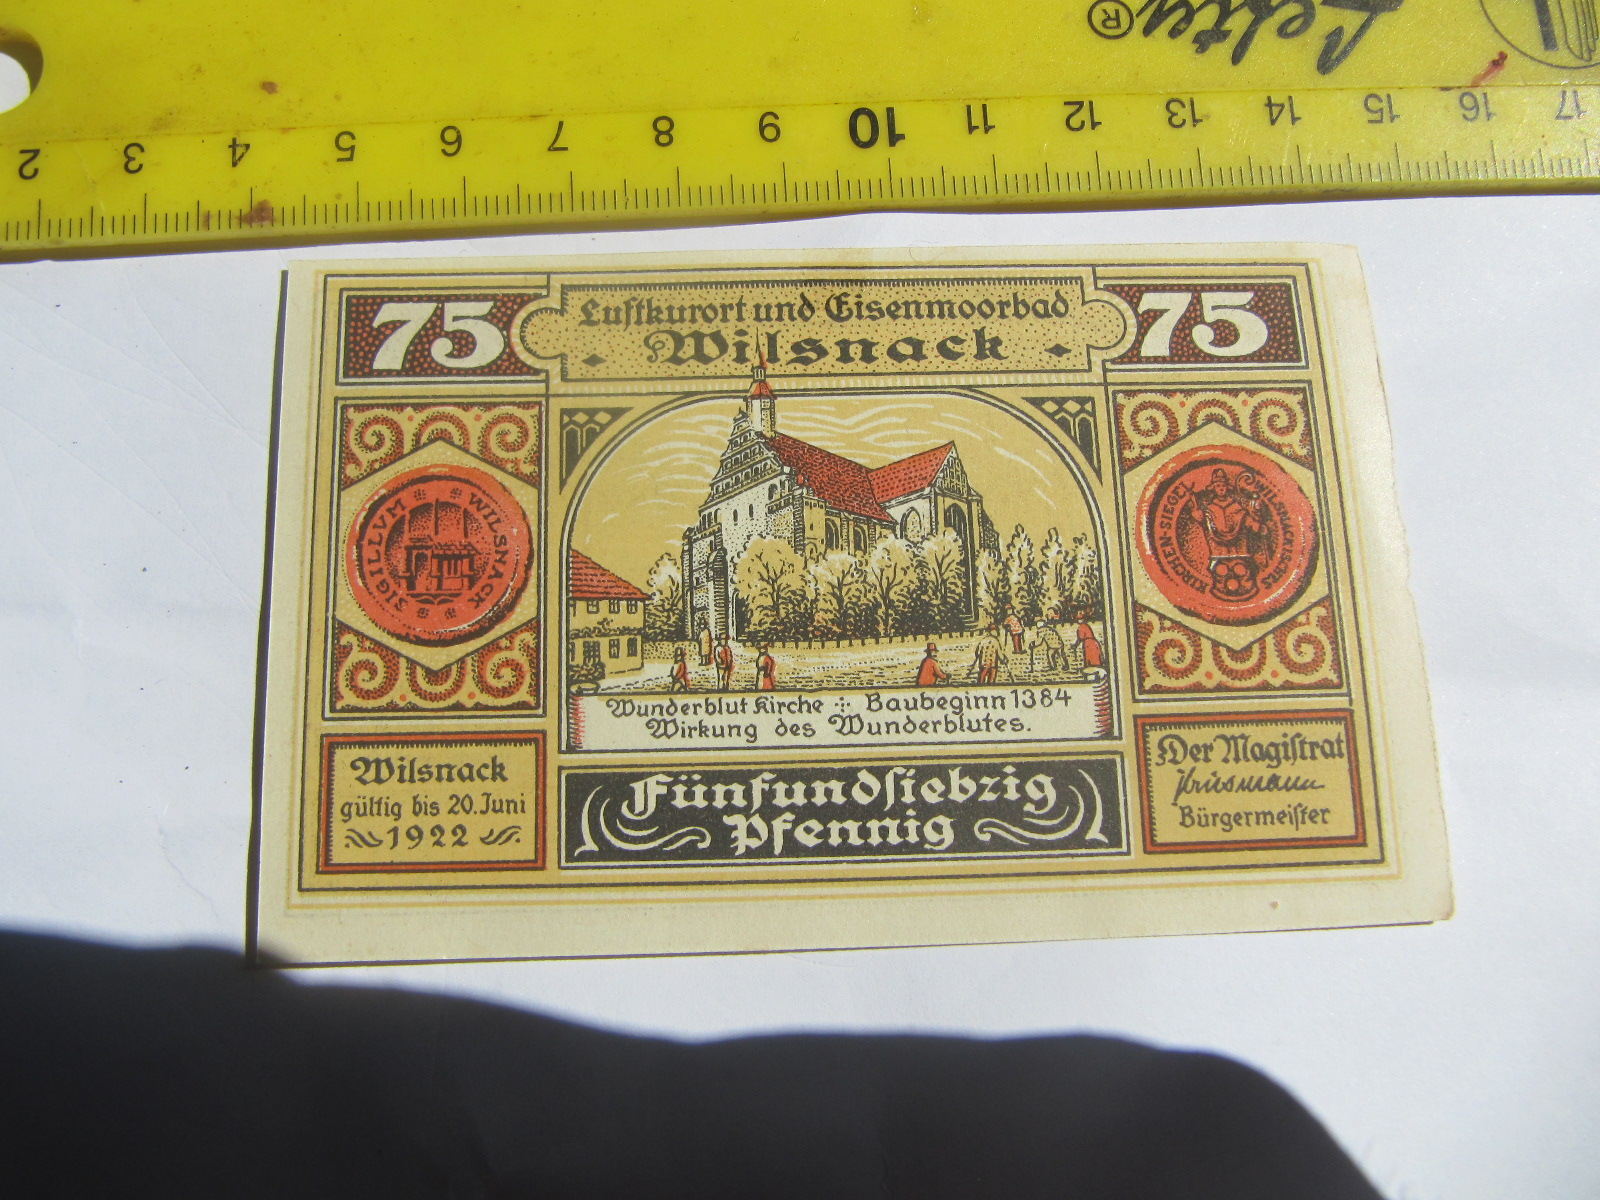 Lefty®
2 3 4 5 6 7 8 9 10 11 12 13 14 15 16 17
75
Luftkurort und Eisenmoorbad
Wilsnack
75
SIGILLVM WILSNACK
KIRCHEN-SIEGEL
Wunderblut Kirche Baubeginn 1384
Wirkung des Wunderblutes.
Wilsnack
gültig bis 20. Juni
1922
Fünfundſiebzig
Pfennig
Der Magiſtrat
Bürgermeiſter